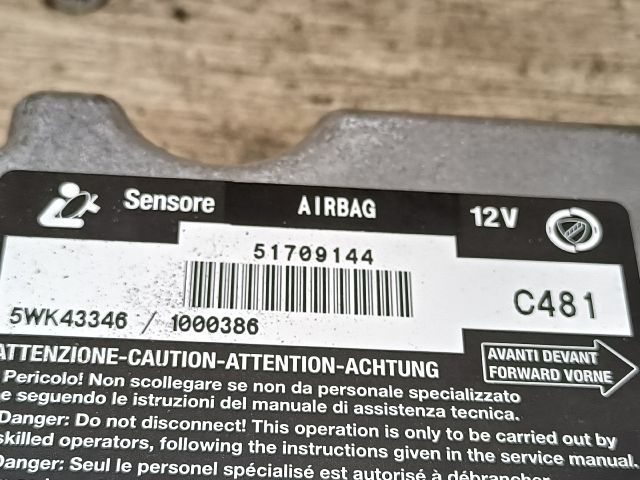 Sensore AIRBAG 12V
51709144
5WK43346 / 1000386
C481
ATTENZIONE-CAUTION-ATTENTION-ACHTUNG
AVANTI DEVANT
FORWARD VORNE
Pericolo! Non scollegare se non da personale specializzato
e seguendo le istruzioni del manuale di assistenza tecnica.
Danger: Do not disconnect! This operation is only to be carried out by
skilled operators, following the instructions given in the service manual.
Danger: Seul le personel spécialisé est autorisé à débrancher